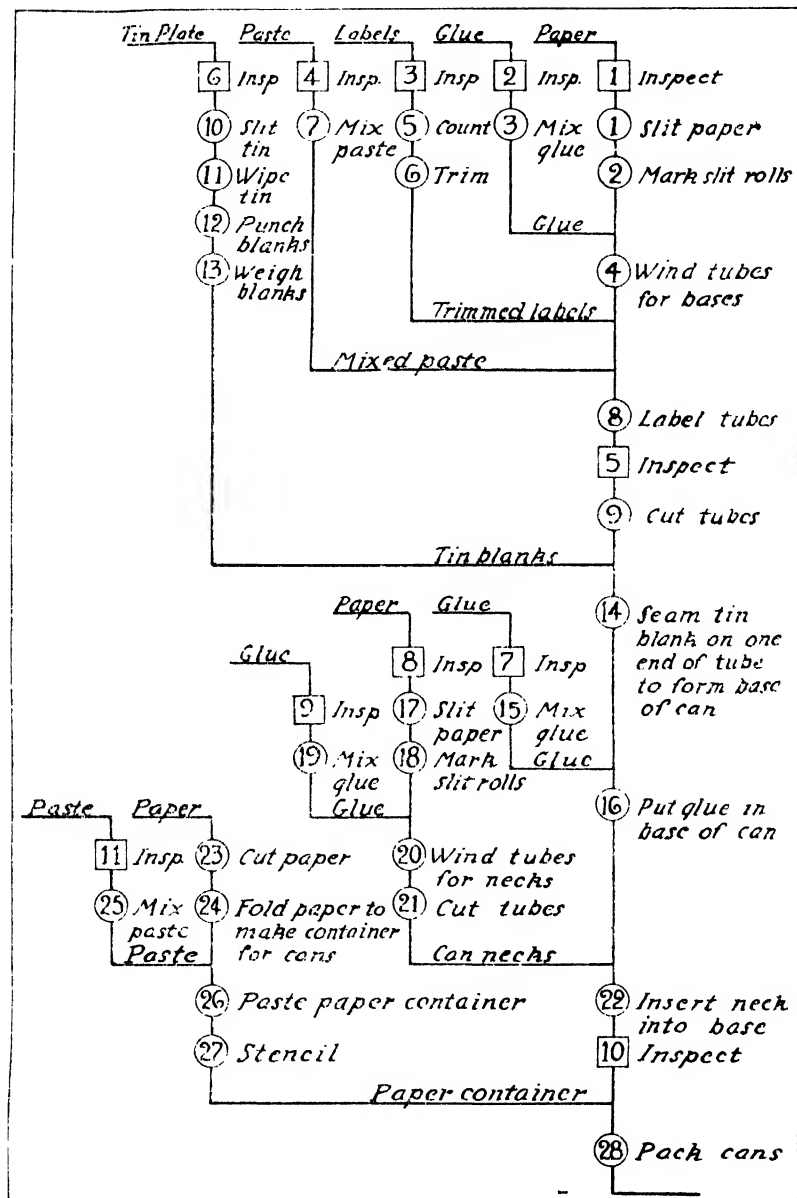 Tin Plate Paste Labels Glue Paper
6 Insp 4 Insp. 3 Insp 2 Insp. 1 Inspect
10 Slit tin
7 Mix paste
5 Count
3 Mix glue
1 Slit paper
11 Wipe tin
6 Trim
2 Mark slit rolls
12 Punch blanks
Glue
13 Weigh blanks
4 Wind tubes for bases
Trimmed labels
Mixed paste
8 Label tubes
5 Inspect
9 Cut tubes
Tin blanks
14 Seam tin
blank on one
end of tube
to form base
of can
Paper Glue
Glue
8 Insp 7 Insp
9 Insp
17 Slit paper
15 Mix glue
19 Mix glue
18 Mark slit rolls
Glue
Glue
16 Put glue in
base of can
Paste Paper
11 Insp. 23 Cut paper
20 Wind tubes
for necks
25 Mix paste
24 Fold paper to
make container
for cans
21 Cut tubes
Paste
Can necks
26 Paste paper container
22 Insert neck
into base
27 Stencil
10 Inspect
Paper container
28 Pack cans